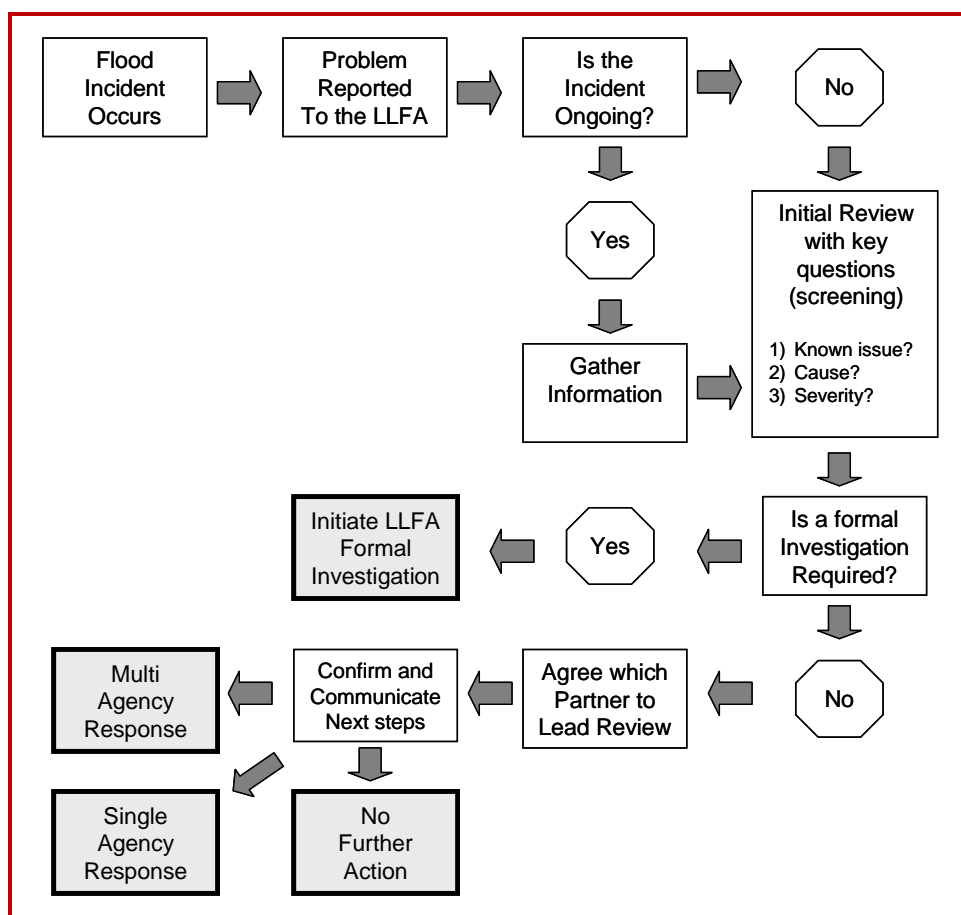 Flood
Incident
Occurs
Problem
Reported
To the LLFA
Is the
Incident
Ongoing?
No
Yes
Initial Review
with key
questions
(screening)
1) Known issue?
2) Cause?
3) Severity?
Gather
Information
Is a formal
Investigation
Required?
Yes
Initiate LLFA
Formal
Investigation
No
Agree which
Partner to
Lead Review
Confirm and
Communicate
Next steps
Multi
Agency
Response
Single
Agency
Response
No
Further
Action